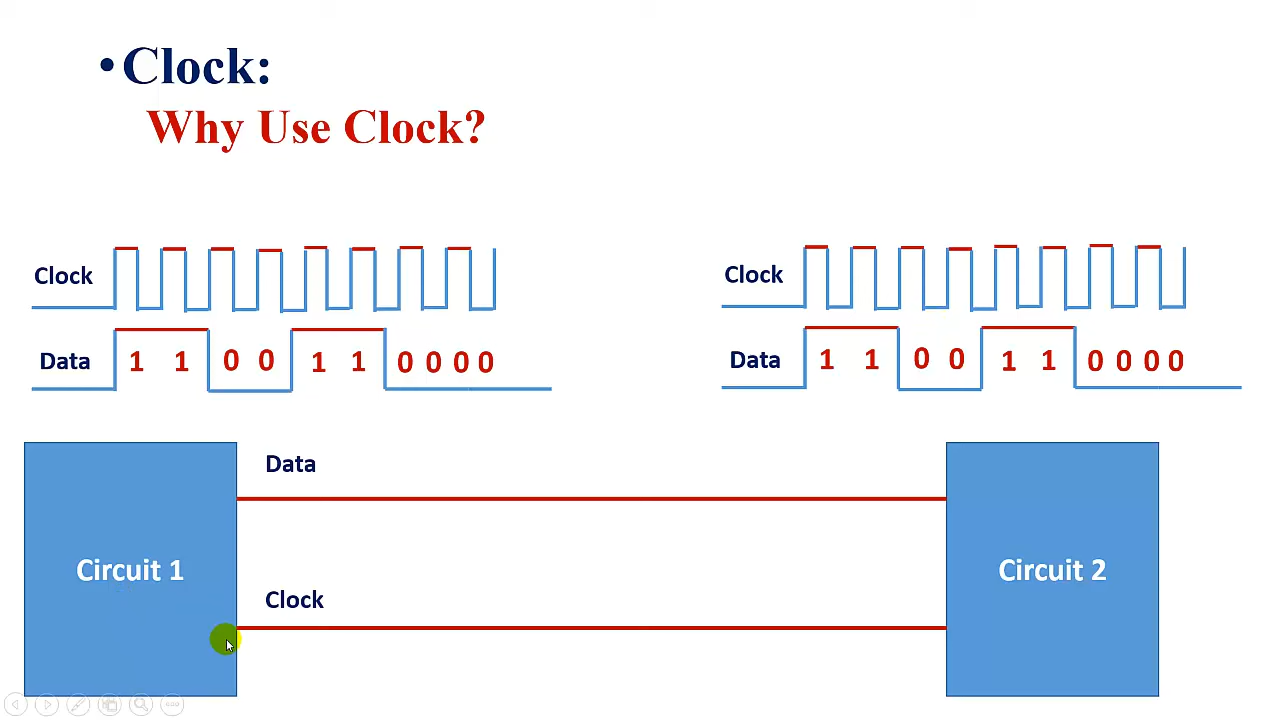 • Clock:
Why Use Clock?
Clock
Data 1 1 0 0 1 1 0 0 0 0
Clock
Data 1 1 0 0 1 1 0 0 0 0
Data
Circuit 1
Clock
Circuit 2